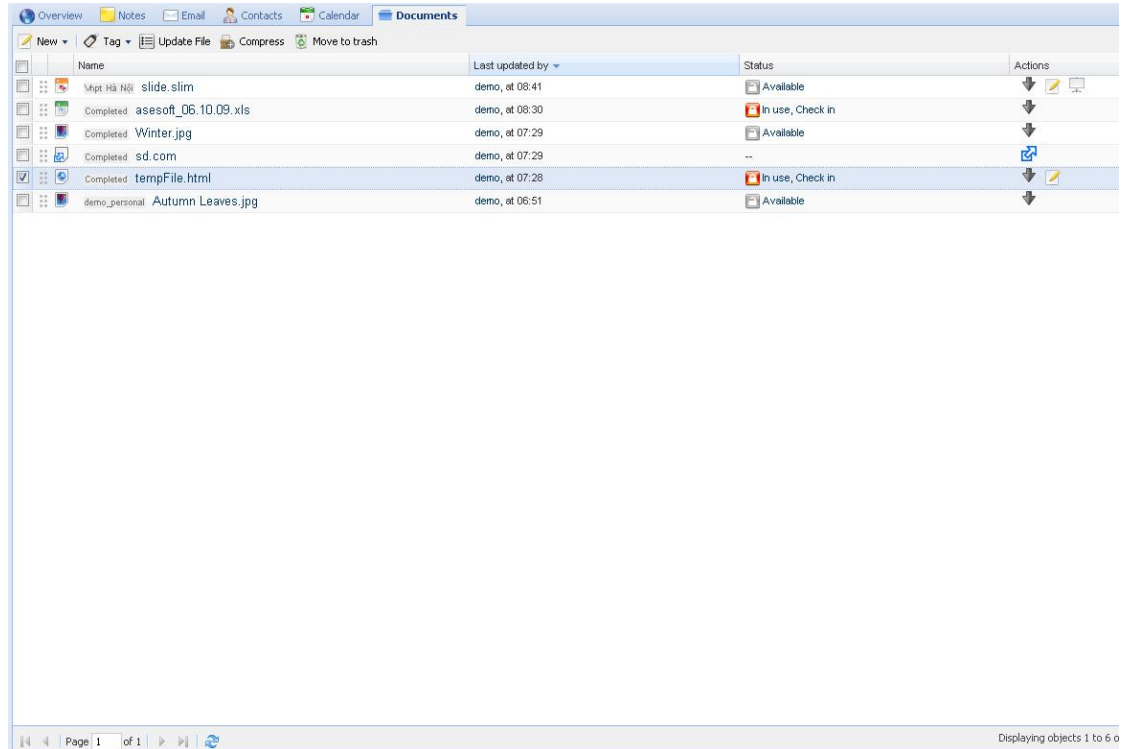 Overview Notes Email Contacts Calendar Documents
New Tag Update File Compress Move to trash
Name Last updated by Status Actions
Vhpt Hà Nội slide.slim demo, at 08:41 Available
Completed asesoft_06.10.09.xls demo, at 08:30 In use, Check in
Completed Winter.jpg demo, at 07:29 Available
Completed sd.com demo, at 07:29 --
Completed tempFile.html demo, at 07:28 In use, Check in
demo_personal Autumn Leaves.jpg demo, at 06:51 Available
Page 1 of 1 Displaying objects 1 to 6 o